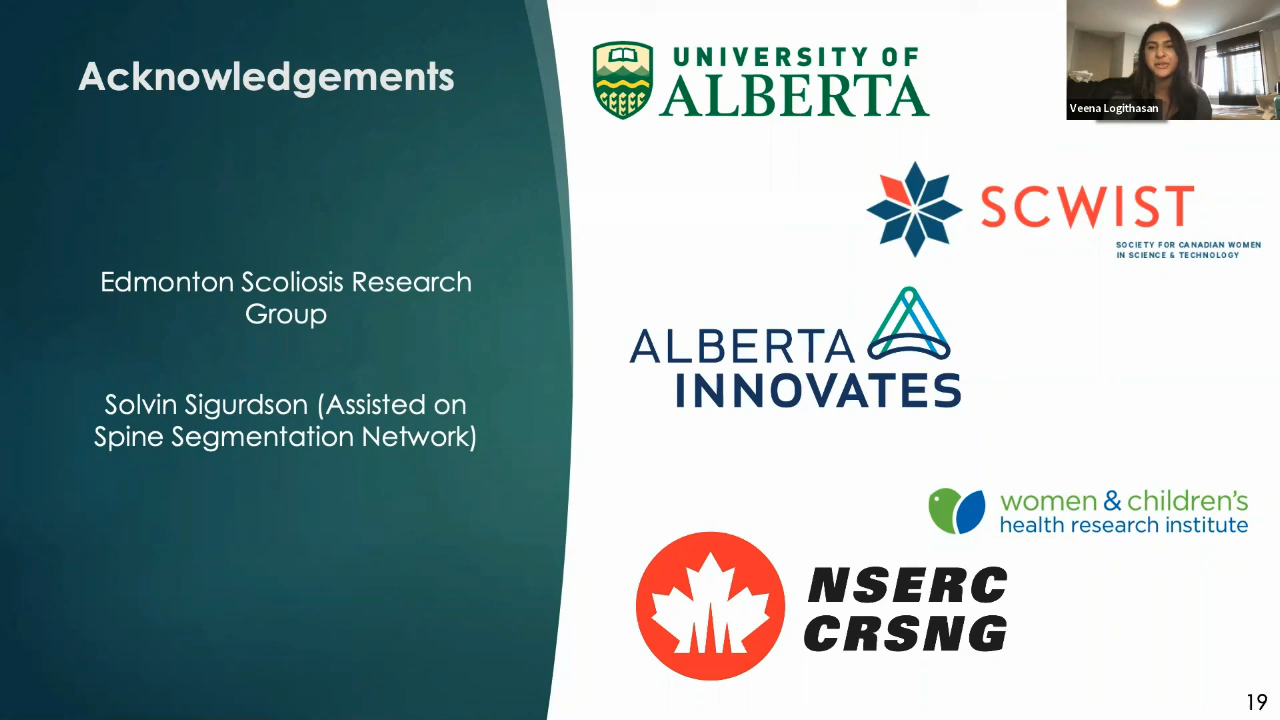 Acknowledgements
Edmonton Scoliosis Research
Group
Solvin Sigurdson (Assisted on
Spine Segmentation Network)
UNIVERSITY OF
ALBERTA
Veena Logithasan
SCWIST
SOCIETY FOR CANADIAN WOMEN
IN SCIENCE & TECHNOLOGY
ALBERTA
INNOVATES
women & children's
health research institute
NSERC
CRSNG
19